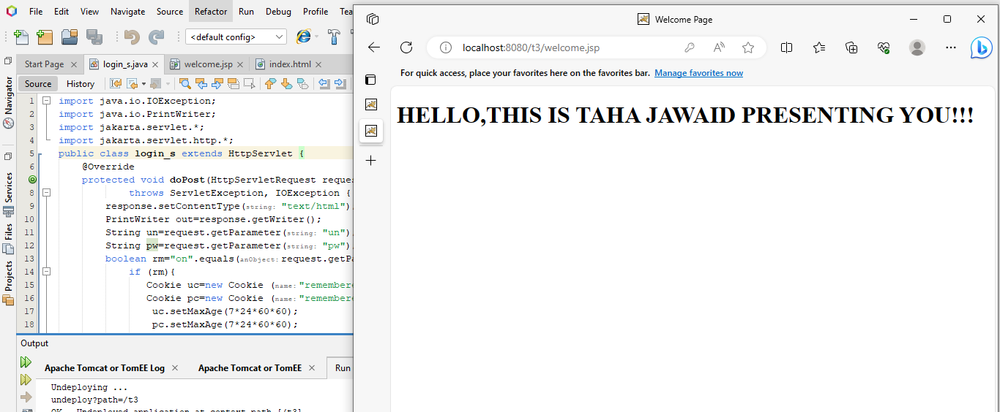 File Edit View Navigate Source Refactor Run Debug Profile Tea
<default config>
Start Page login_s.java welcome.jsp index.html
Source History
Navigator
Services
Files
Projects
1 import java.io.IOException;
2 import java.io.PrintWriter;
3 import jakarta.servlet.*;
4 import jakarta.servlet.http.*;
5 public class login_s extends HttpServlet {
6 @Override
protected void doPost(HttpServletRequest reque
8 throws ServletException, IOException {
9 response.setContentType(string: "text/html")
10 PrintWriter out=response.getWriter();
11 String un=request.getParameter(string: "un")
12 String pw=request.getParameter(string: "pw")
13 boolean rm="on".equals(anObject: request.getPa
14 if (rm){
15 Cookie uc=new Cookie (name: "remembere
16 Cookie pc=new Cookie (name: "remembere
17 uc.setMaxAge(7*24*60*60);
18 pc.setMaxAge(7*24*60*60);
Output
Apache Tomcat or TomEE Log Apache Tomcat or TomEE Run
Undeploying ...
undeploy?path=/t3
OK - Undeployed application at context path [/t3]
Welcome Page
localhost:8080/t3/welcome.jsp
For quick access, place your favorites here on the favorites bar. Manage favorites now
HELLO,THIS IS TAHA JAWAID PRESENTING YOU!!!